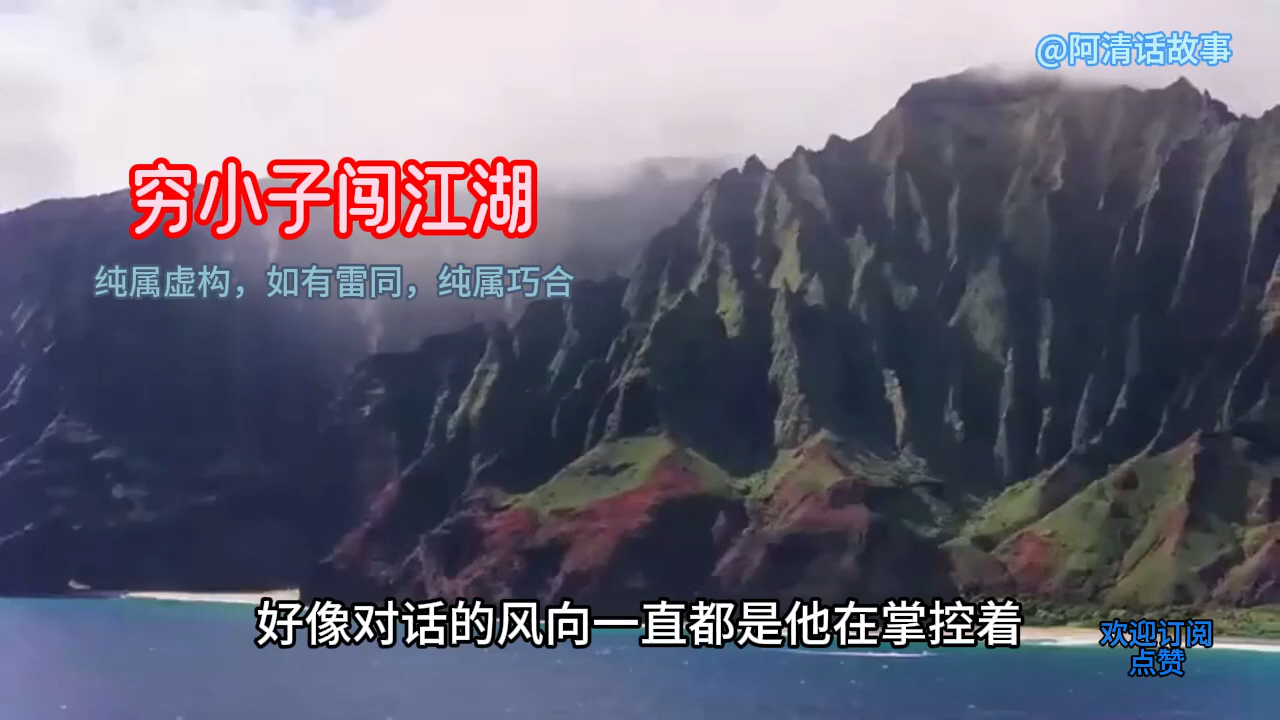 @阿清话故事
穷小子闯江湖
纯属虚构，如有雷同，纯属巧合
好像对话的风向一直都是他在掌控着
欢迎订阅
点赞